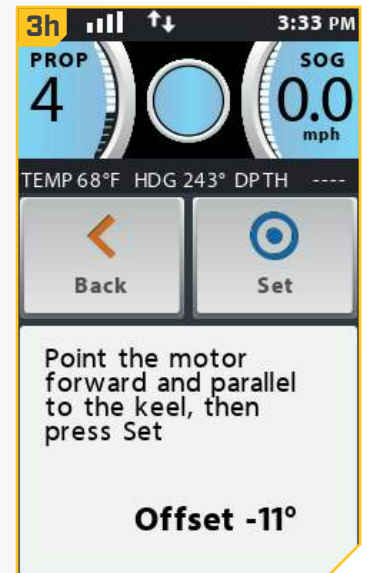 3h 3:33 PM
PROP SOG
4 0.0
mph
TEMP 68°F HDG 243° DPTH ----
Back Set
Point the motor
forward and parallel
to the keel, then
press Set
Offset -11°